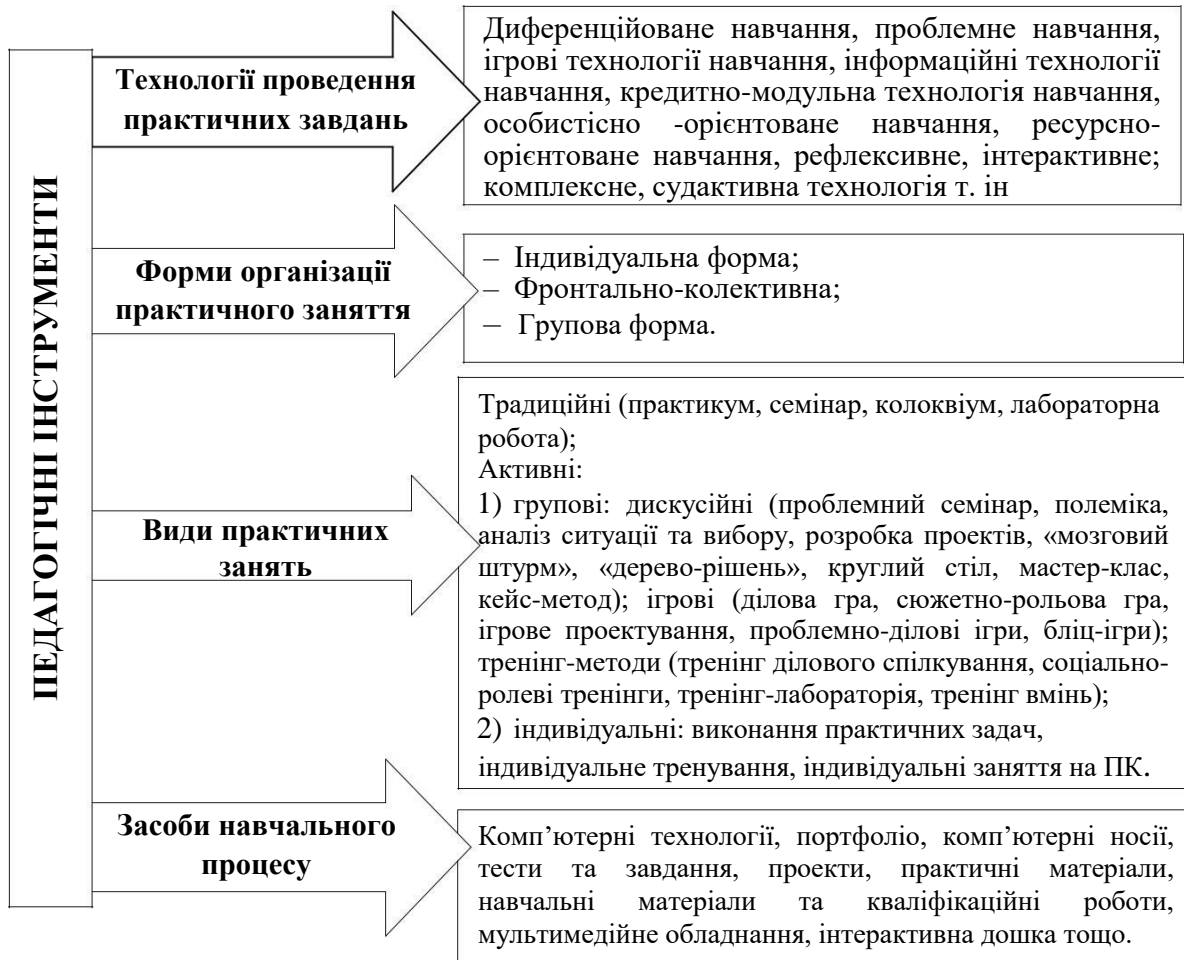 ПЕДАГОГІЧНІ ІНСТРУМЕНТИ
Технології проведення
практичних завдань
Диференційоване навчання, проблемне навчання,
ігрові технології навчання, інформаційні технології
навчання, кредитно-модульна технологія навчання,
особистісно -орієнтоване навчання, ресурсно-
орієнтоване навчання, рефлексивне, інтерактивне;
комплексне, судактивна технологія т. ін
Форми організації
практичного заняття
– Індивідуальна форма;
– Фронтально-колективна;
– Групова форма.
Види практичних
занять
Традиційні (практикум, семінар, колоквіум, лабораторна
робота);
Активні:
1) групові: дискусійні (проблемний семінар, полеміка,
аналіз ситуації та вибору, розробка проектів, «мозговий
штурм», «дерево-рішень», круглий стіл, мастер-клас,
кейс-метод); ігрові (ділова гра, сюжетно-рольова гра,
ігрове проектування, проблемно-ділові ігри, бліц-ігри);
тренінг-методи (тренінг ділового спілкування, соціально-
ролеві тренінги, тренінг-лабораторія, тренінг вмінь);
2) індивідуальні: виконання практичних задач,
індивідуальне тренування, індивідуальні заняття на ПК.
Засоби навчального
процесу
Комп’ютерні технології, портфоліо, комп’ютерні носії,
тести та завдання, проекти, практичні матеріали,
навчальні матеріали та кваліфікаційні роботи,
мультимедійне обладнання, інтерактивна дошка тощо.